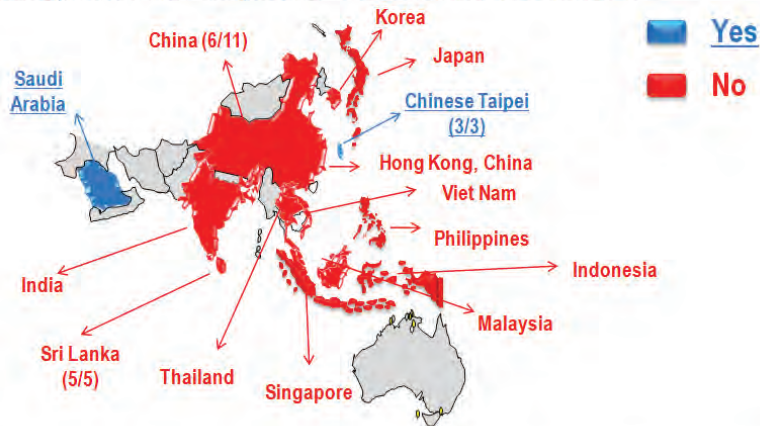 Korea
China (6/11)
Yes
Japan
Saudi
Arabia
No
Chinese Taipei
(3/3)
Hong Kong, China
Viet Nam
Philippines
Indonesia
India
Malaysia
Sri Lanka
(5/5)
Thailand
Singapore